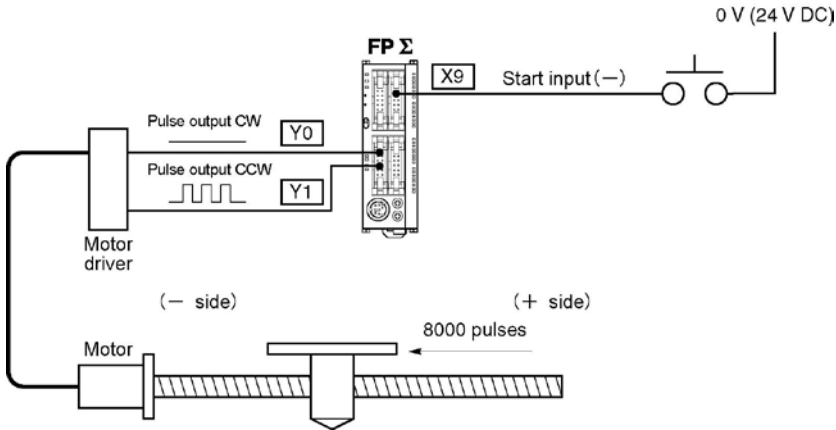 0 V (24 V DC)
FP Σ
X9
Start input (−)
Pulse output CW
Y0
Pulse output CCW
Y1
Motor
driver
(− side)
(+ side)
8000 pulses
Motor